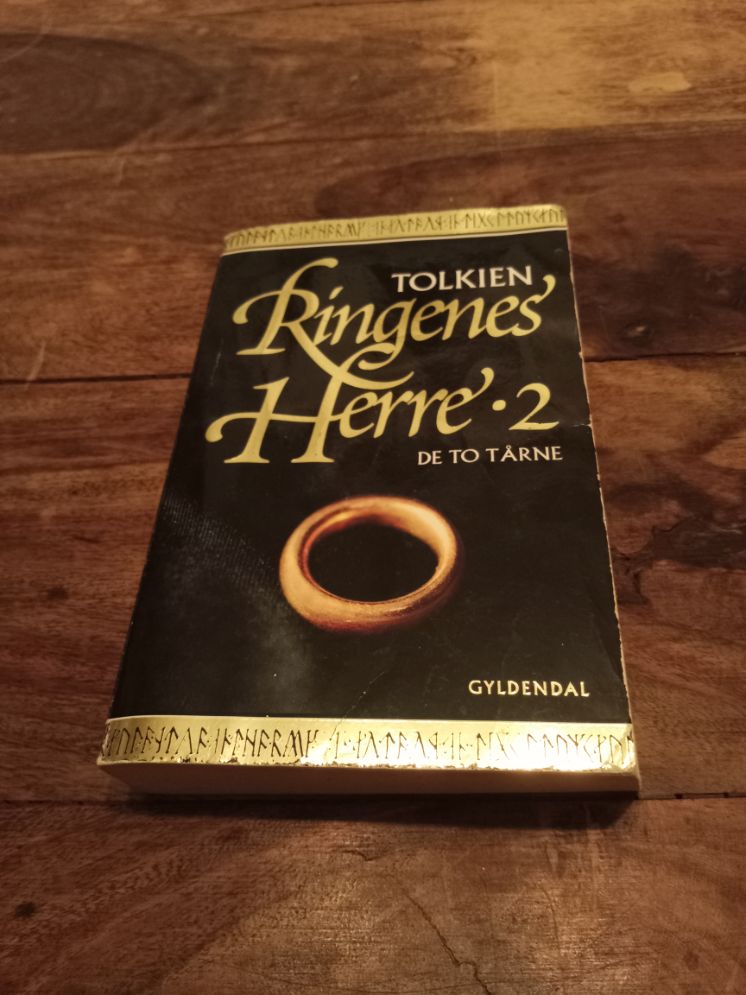 TOLKIEN
Ringenes
Herre · 2
DE TO TÅRNE
GYLDENDAL